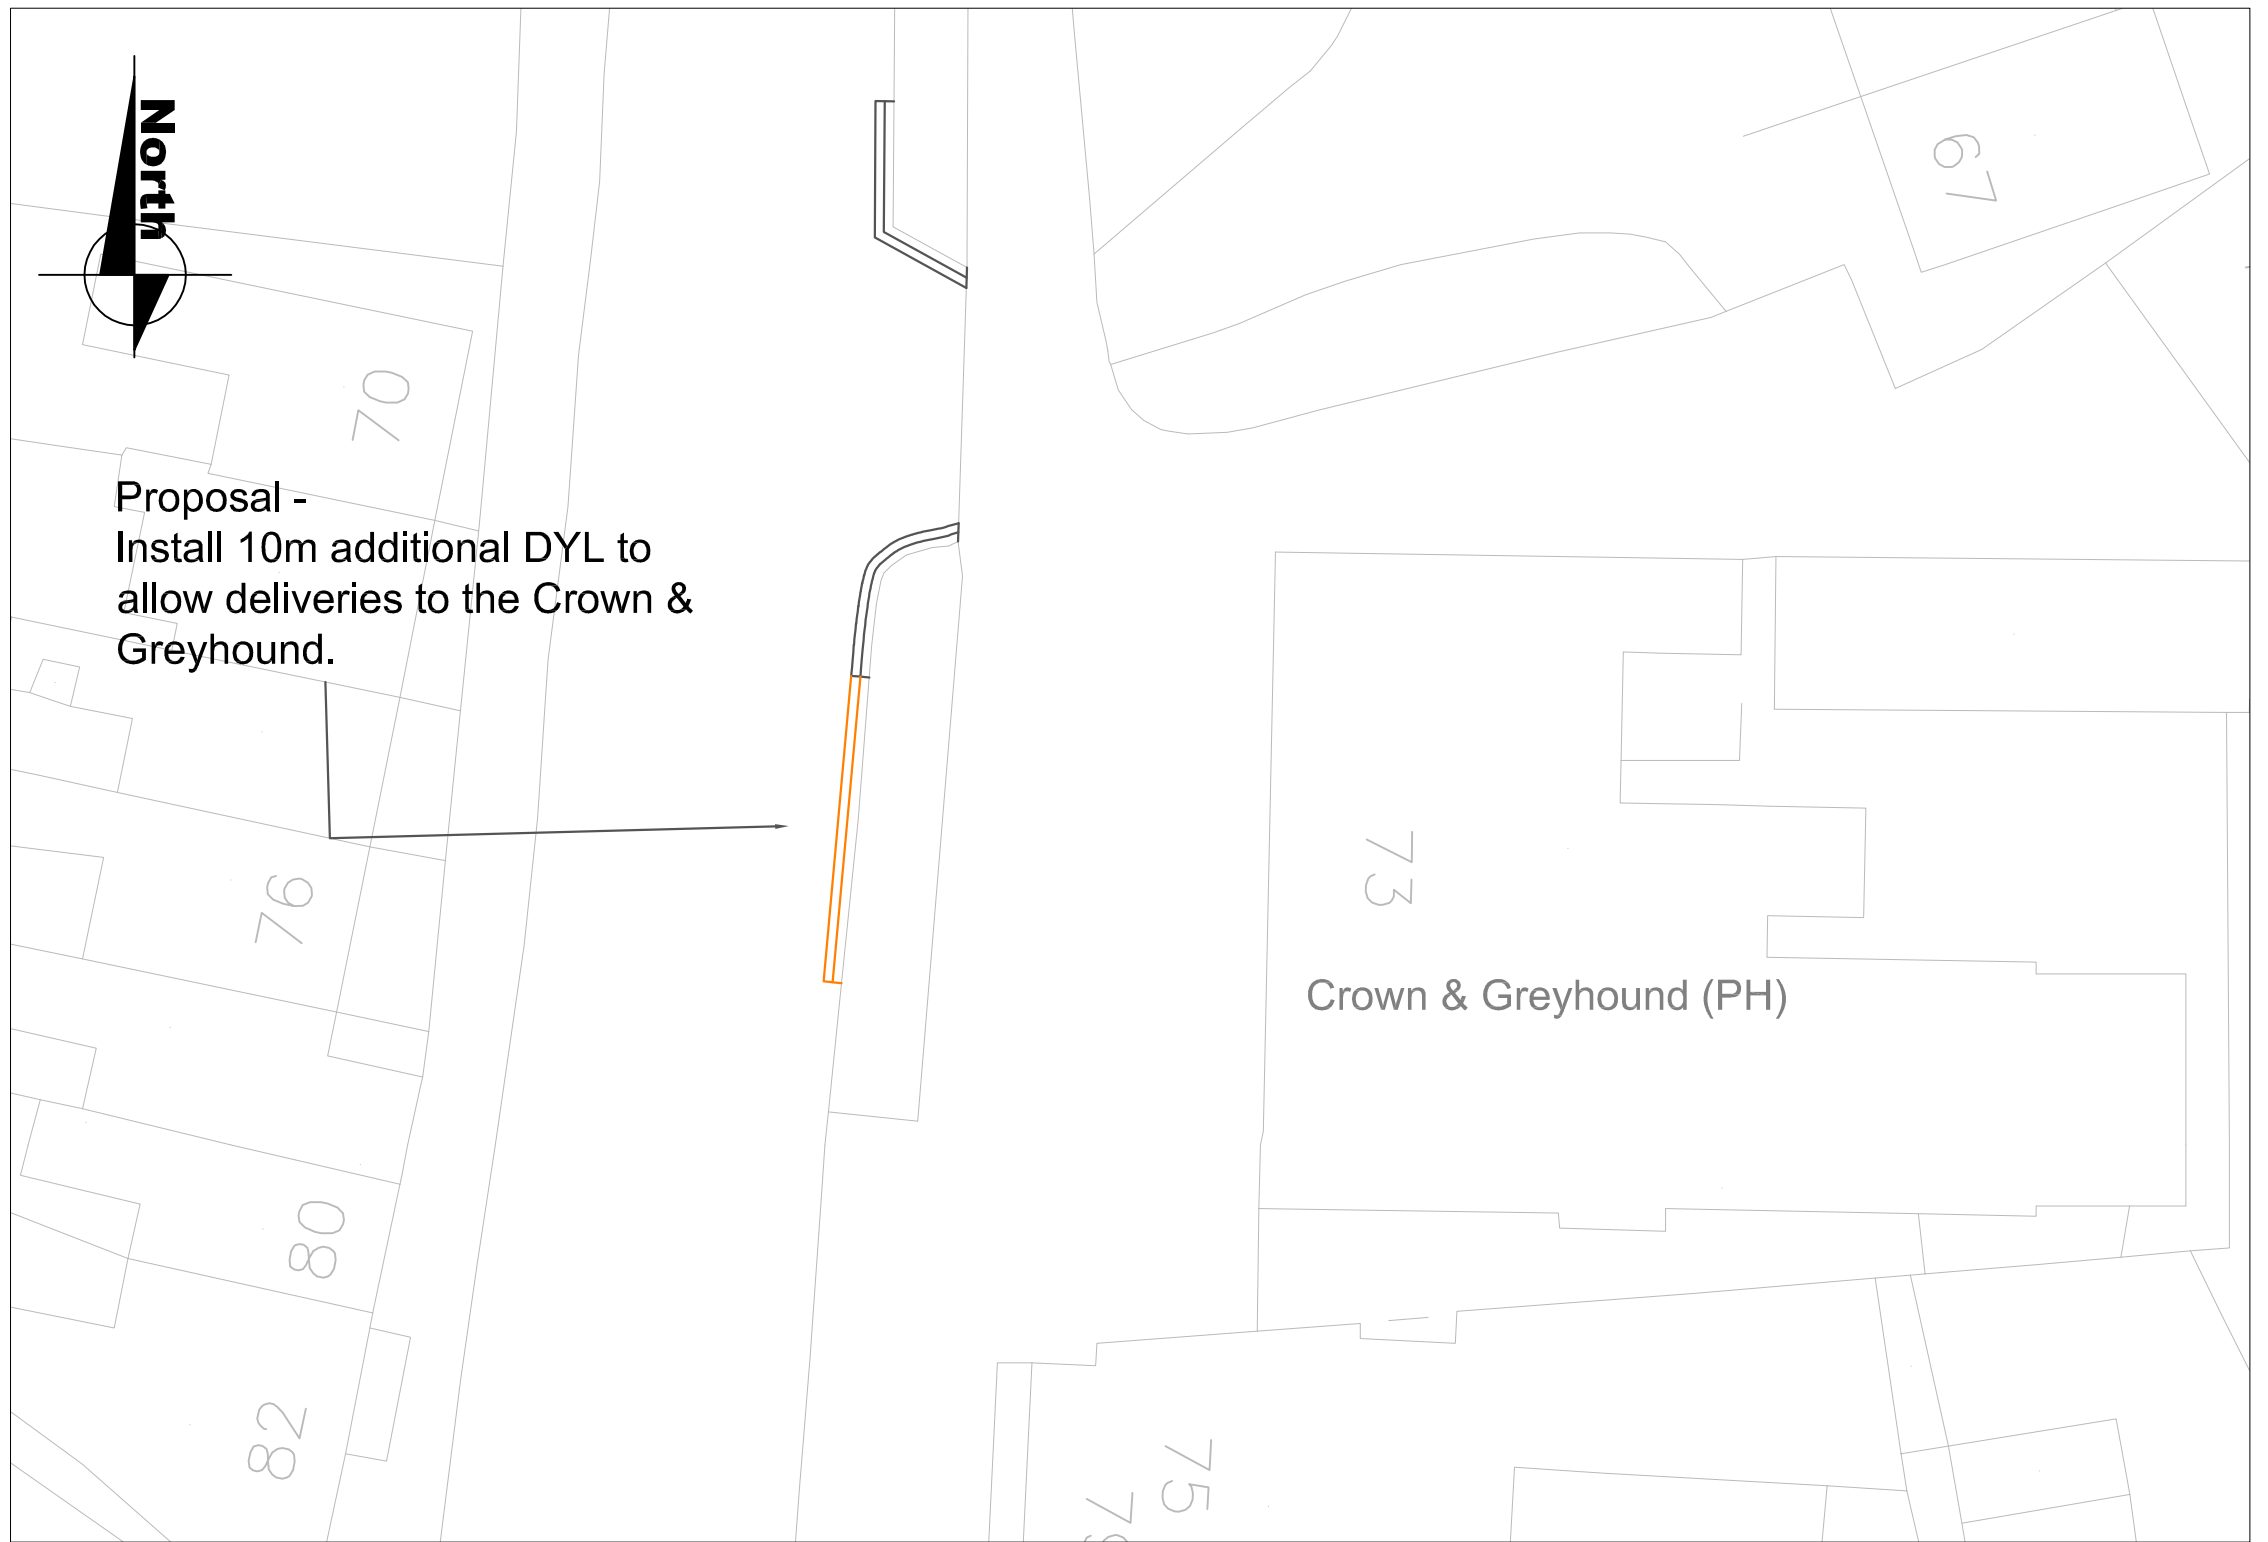 North
67
70
Proposal -
Install 10m additional DYL to
allow deliveries to the Crown &
Greyhound.
73
76
Crown & Greyhound (PH)
80
82
75